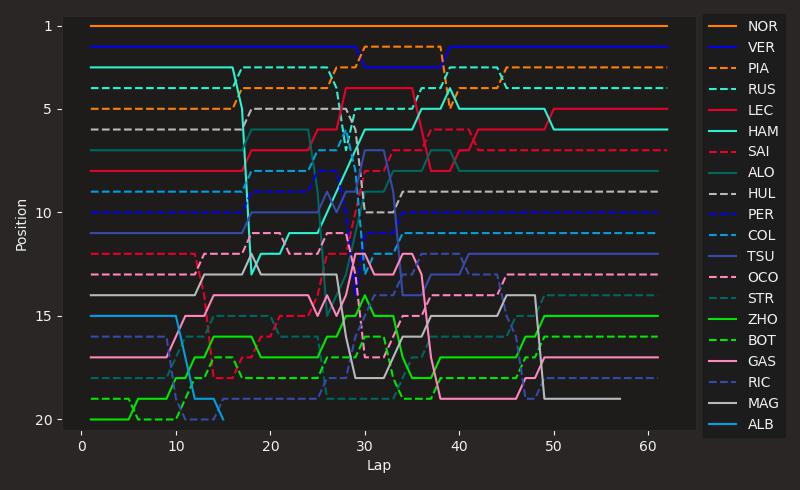 1
5
10
15
20
Position
0 10 20 30 40 50 60
Lap
NOR
VER
PIA
RUS
LEC
HAM
SAI
ALO
HUL
PER
COL
TSU
OCO
STR
ZHO
BOT
GAS
RIC
MAG
ALB